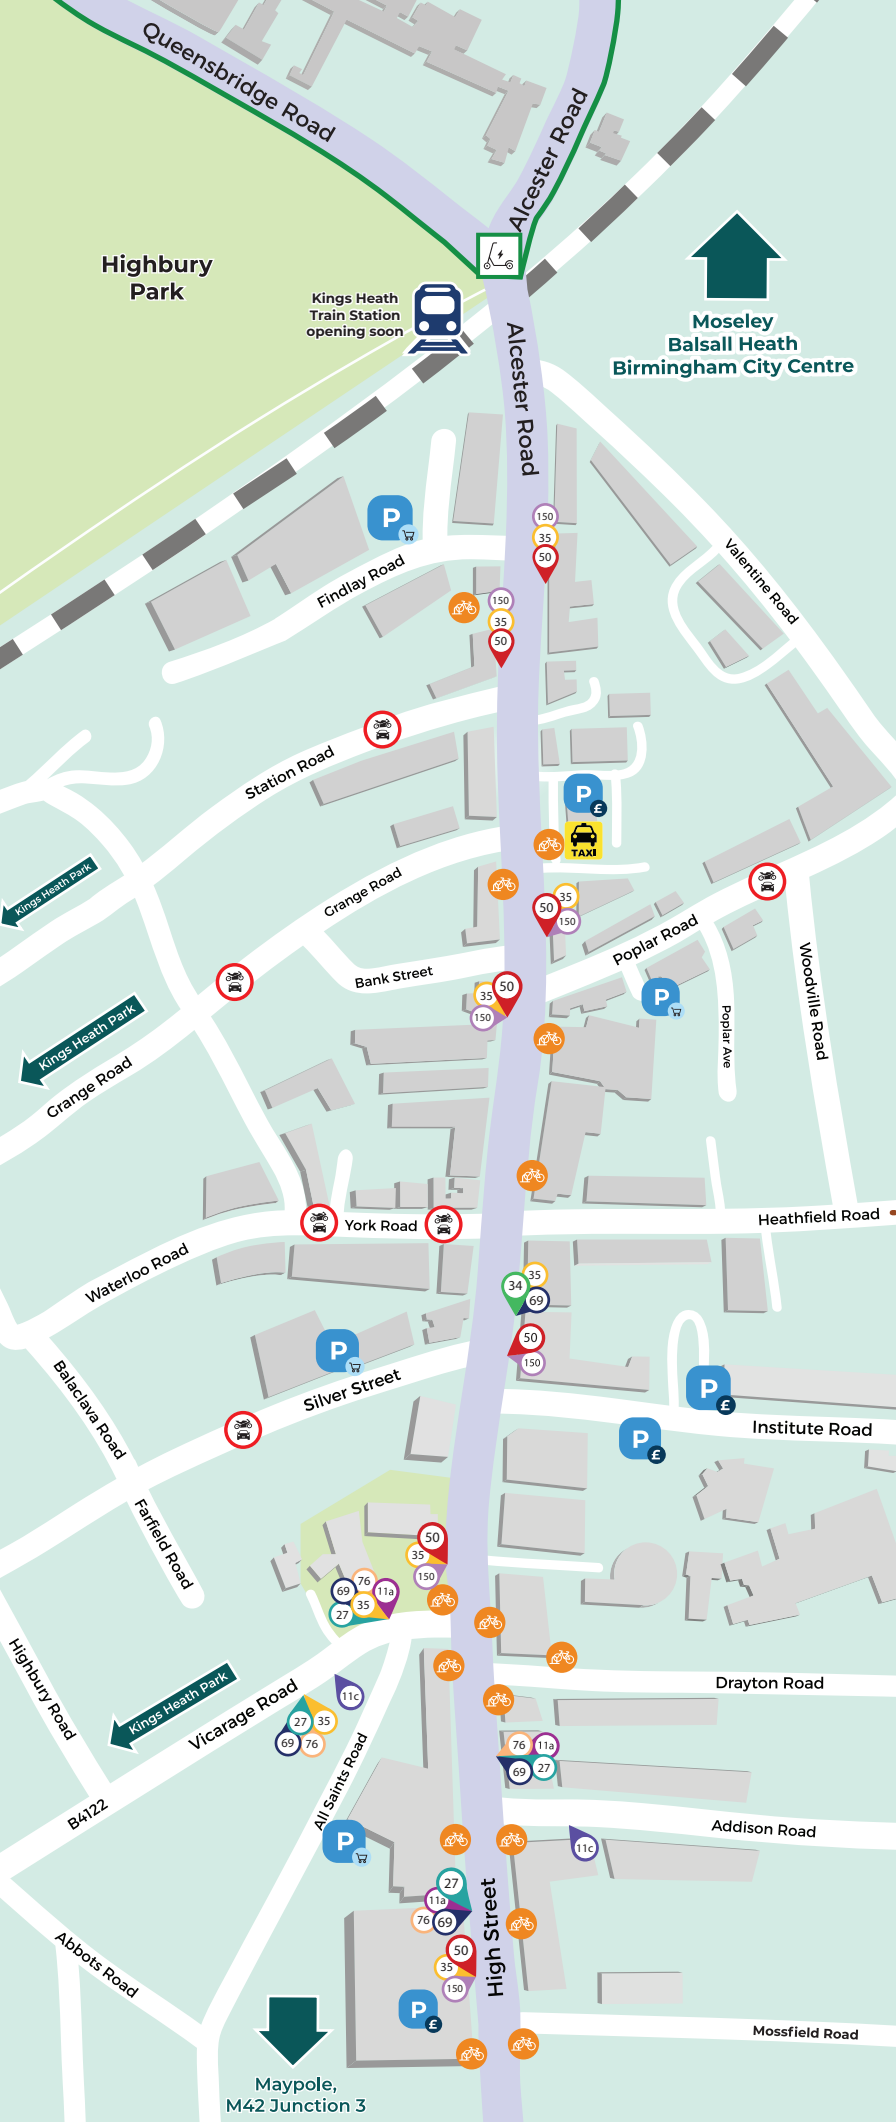 Queensbridge Road
Alcester Road
Highbury
Park
Kings Heath
Train Station
opening soon
Moseley
Balsall Heath
Birmingham City Centre
Alcester Road
P
150
35
50
Findlay Road
Valentine Road
150
35
50
Station Road
P
£
TAXI
Kings Heath Park
Grange Road
50
35
150
Poplar Road
Bank Street
Woodville Road
50
35
150
P
Kings Heath Park
Grange Road
Poplar Ave
York Road
Heathfield Road
Waterloo Road
34
35
69
50
150
P
Silver Street
Balaclava Road
P
£
P
£
Institute Road
Farfield Road
50
35
150
76
69
11a
35
27
Highbury Road
Kings Heath Park
Vicarage Road
11c
27
35
69
76
Drayton Road
All Saints Road
76
11a
69
27
B4122
P
Addison Road
11c
27
11a
76
69
High Street
50
35
150
Abbots Road
P
£
Mossfield Road
Maypole,
M42 Junction 3